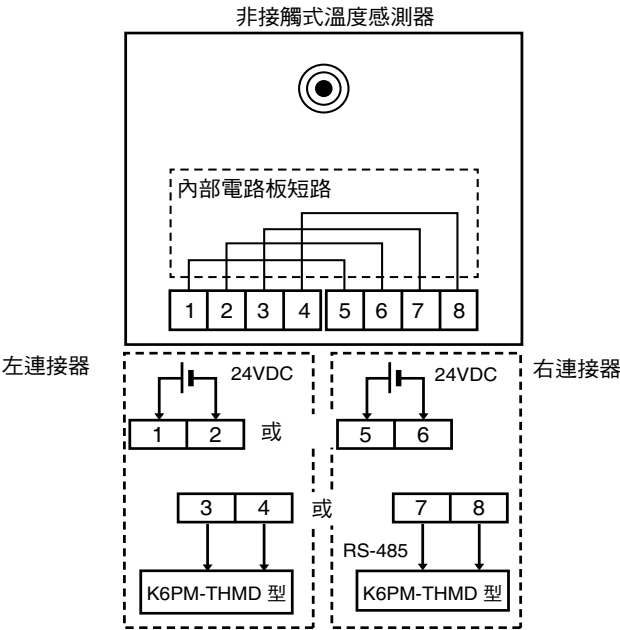 非接觸式溫度感測器
內部電路板短路
1 2 3 4 5 6 7 8
左連接器
24VDC
1 2
或
3 4
K6PM-THMD 型
或
右連接器
24VDC
5 6
7 8
RS-485
K6PM-THMD 型